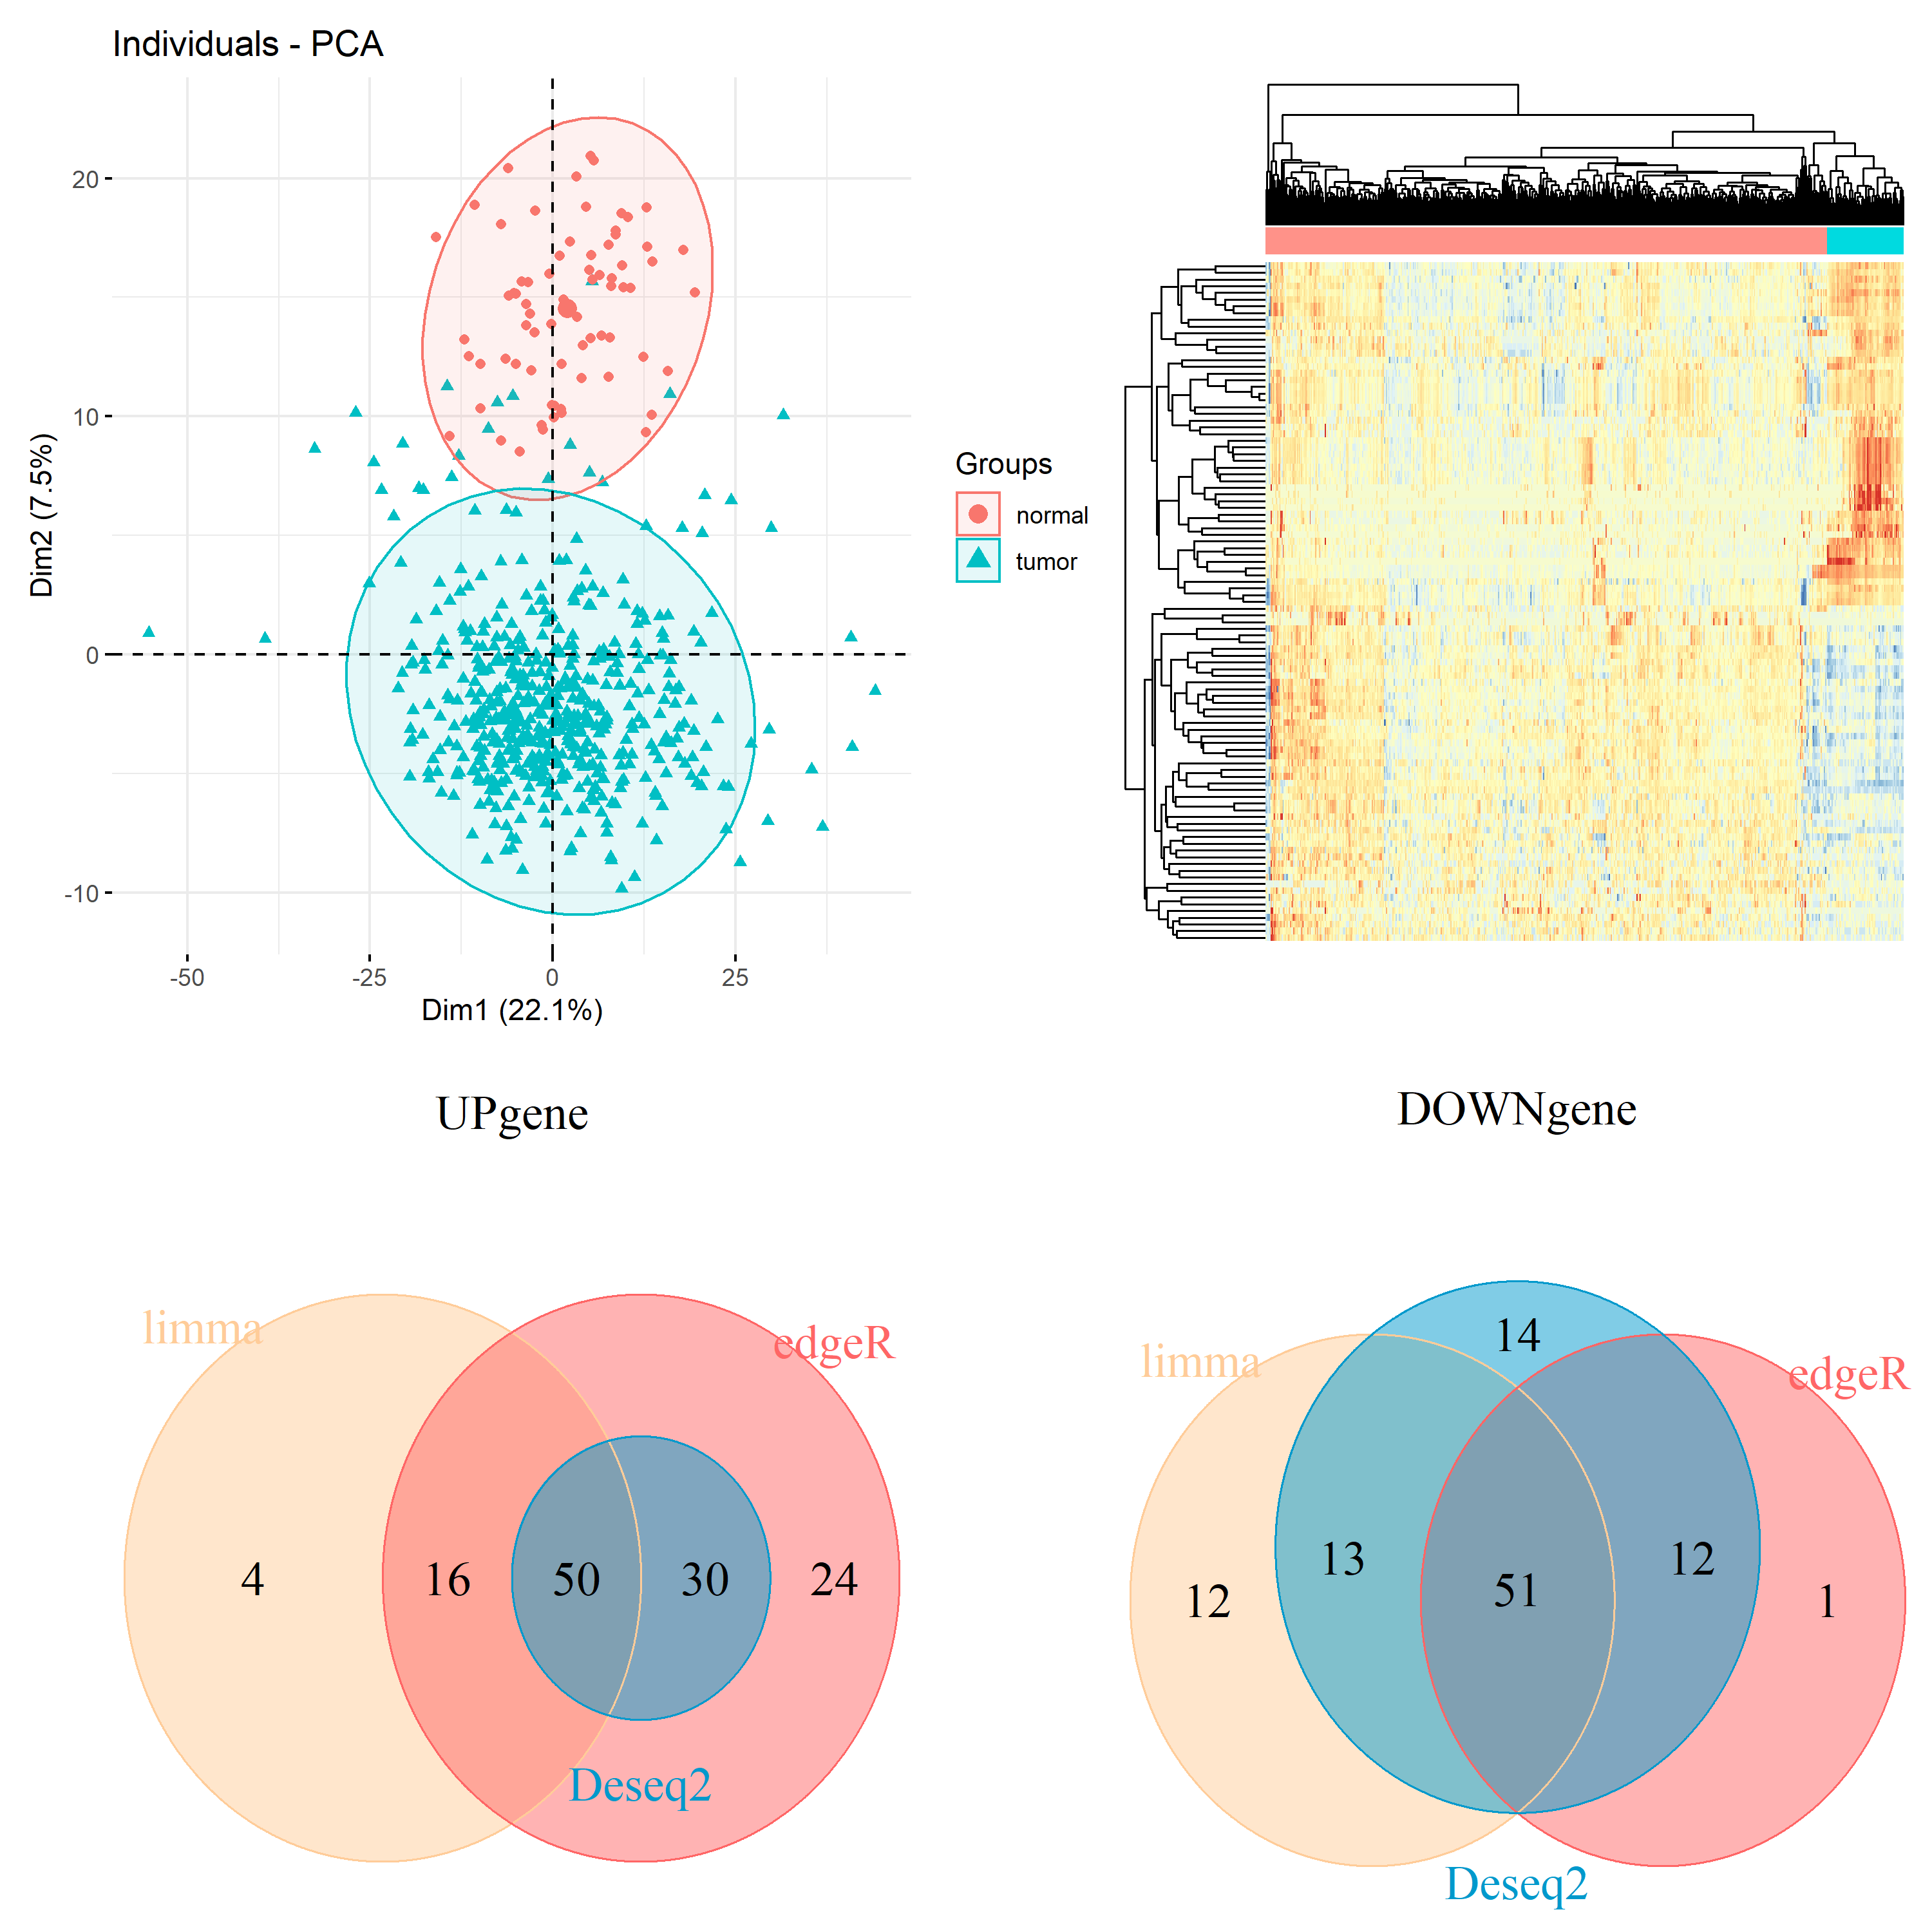 Individuals - PCA
20
10
0
-10
Dim2 (7.5%)
-50
-25
0
25
Dim1 (22.1%)
Groups
normal
tumor
UPgene
limma
edgeR
4
16
50
30
24
Deseq2
DOWNgene
limma
14
edgeR
12
13
51
12
1
Deseq2